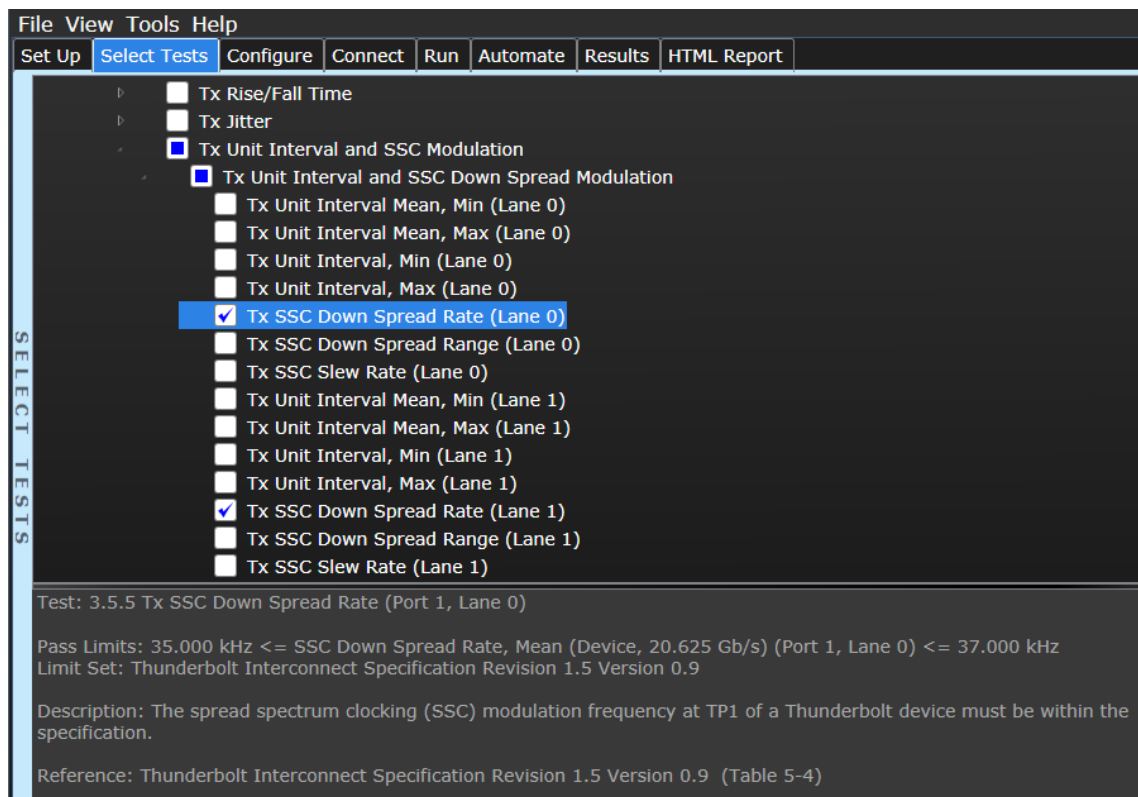 File View Tools Help
Set Up Select Tests Configure Connect Run Automate Results HTML Report
Tx Rise/Fall Time
Tx Jitter
Tx Unit Interval and SSC Modulation
Tx Unit Interval and SSC Down Spread Modulation
Tx Unit Interval Mean, Min (Lane 0)
Tx Unit Interval Mean, Max (Lane 0)
Tx Unit Interval, Min (Lane 0)
Tx Unit Interval, Max (Lane 0)
Tx SSC Down Spread Rate (Lane 0)
Tx SSC Down Spread Range (Lane 0)
Tx SSC Slew Rate (Lane 0)
Tx Unit Interval Mean, Min (Lane 1)
Tx Unit Interval Mean, Max (Lane 1)
Tx Unit Interval, Min (Lane 1)
Tx Unit Interval, Max (Lane 1)
Tx SSC Down Spread Rate (Lane 1)
Tx SSC Down Spread Range (Lane 1)
Tx SSC Slew Rate (Lane 1)
SELECT TESTS
Test: 3.5.5 Tx SSC Down Spread Rate (Port 1, Lane 0)
Pass Limits: 35.000 kHz <= SSC Down Spread Rate, Mean (Device, 20.625 Gb/s) (Port 1, Lane 0) <= 37.000 kHz
Limit Set: Thunderbolt Interconnect Specification Revision 1.5 Version 0.9
Description: The spread spectrum clocking (SSC) modulation frequency at TP1 of a Thunderbolt device must be within the
specification.
Reference: Thunderbolt Interconnect Specification Revision 1.5 Version 0.9 (Table 5-4)